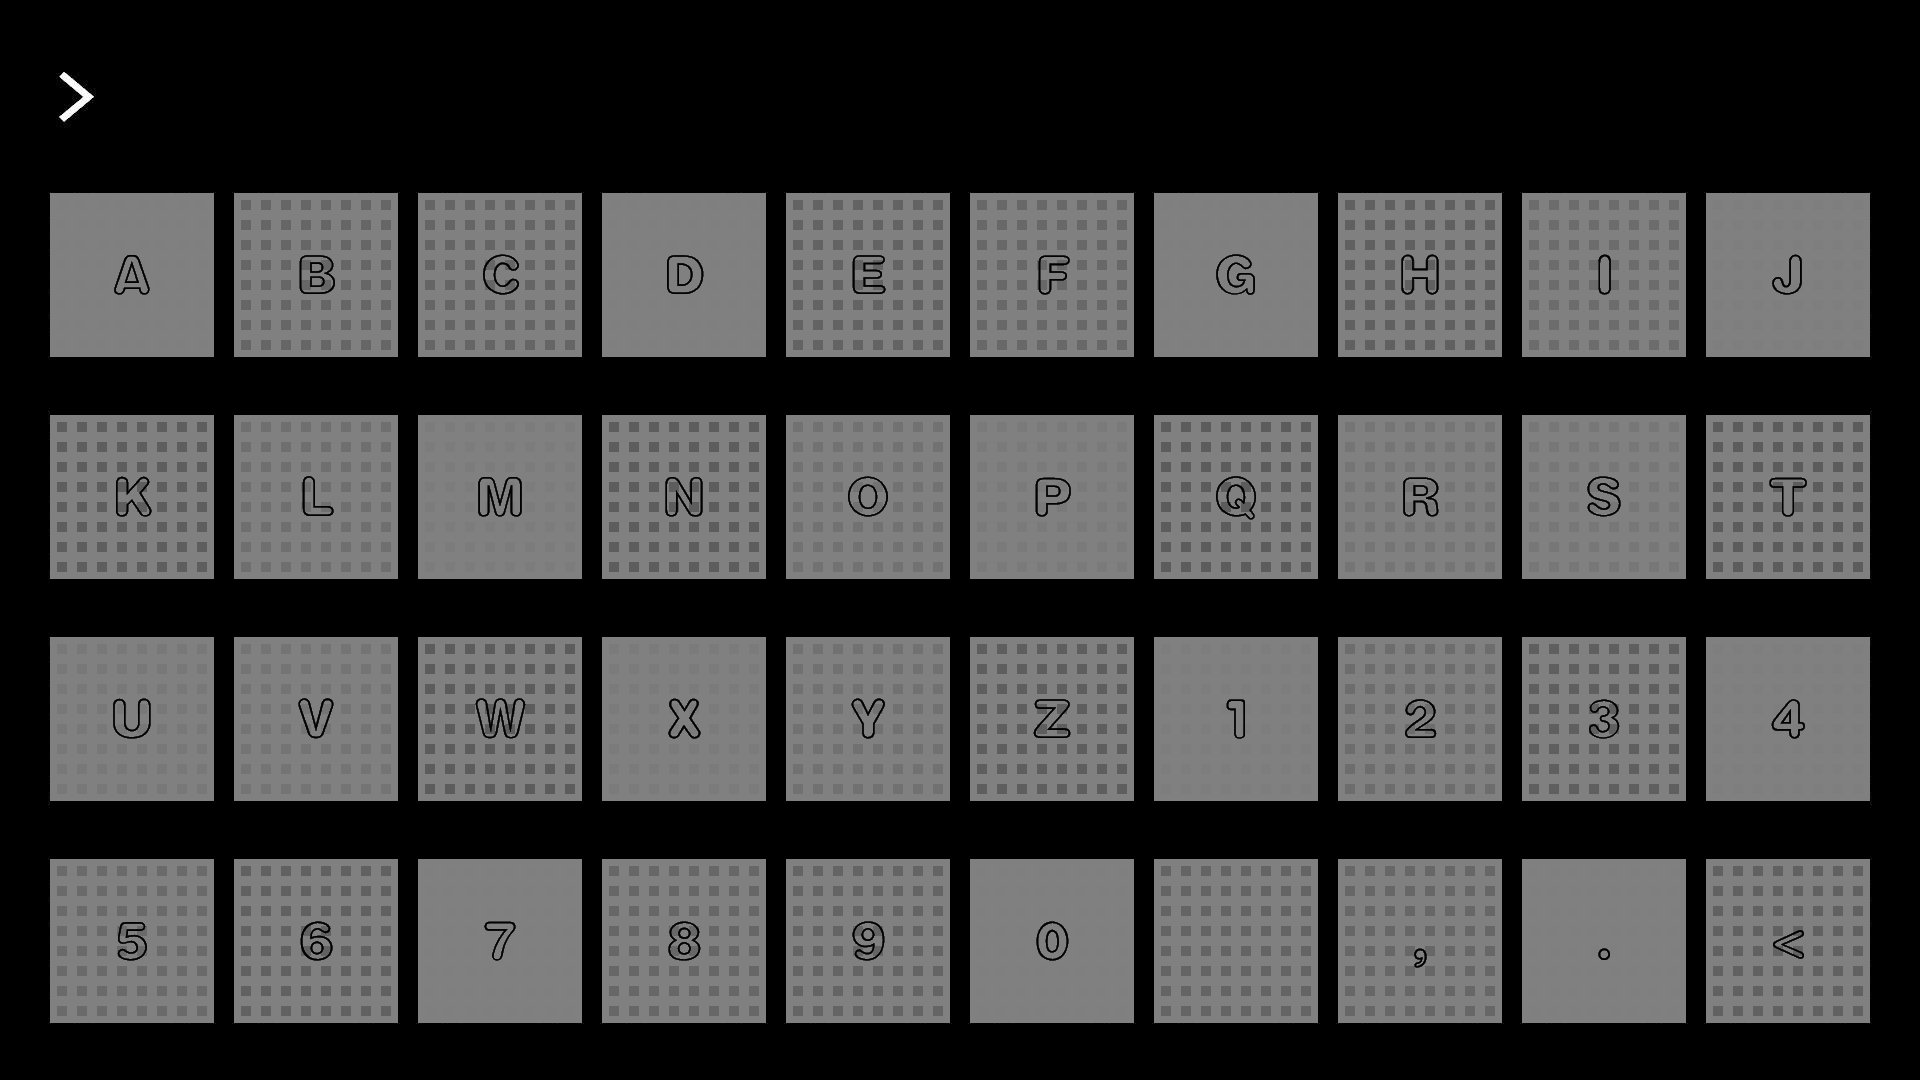 >
A B C D E F G H I J
K L M N O P Q R S T
U V W X Y Z 1 2 3 4
5 6 7 8 9 0 , . <